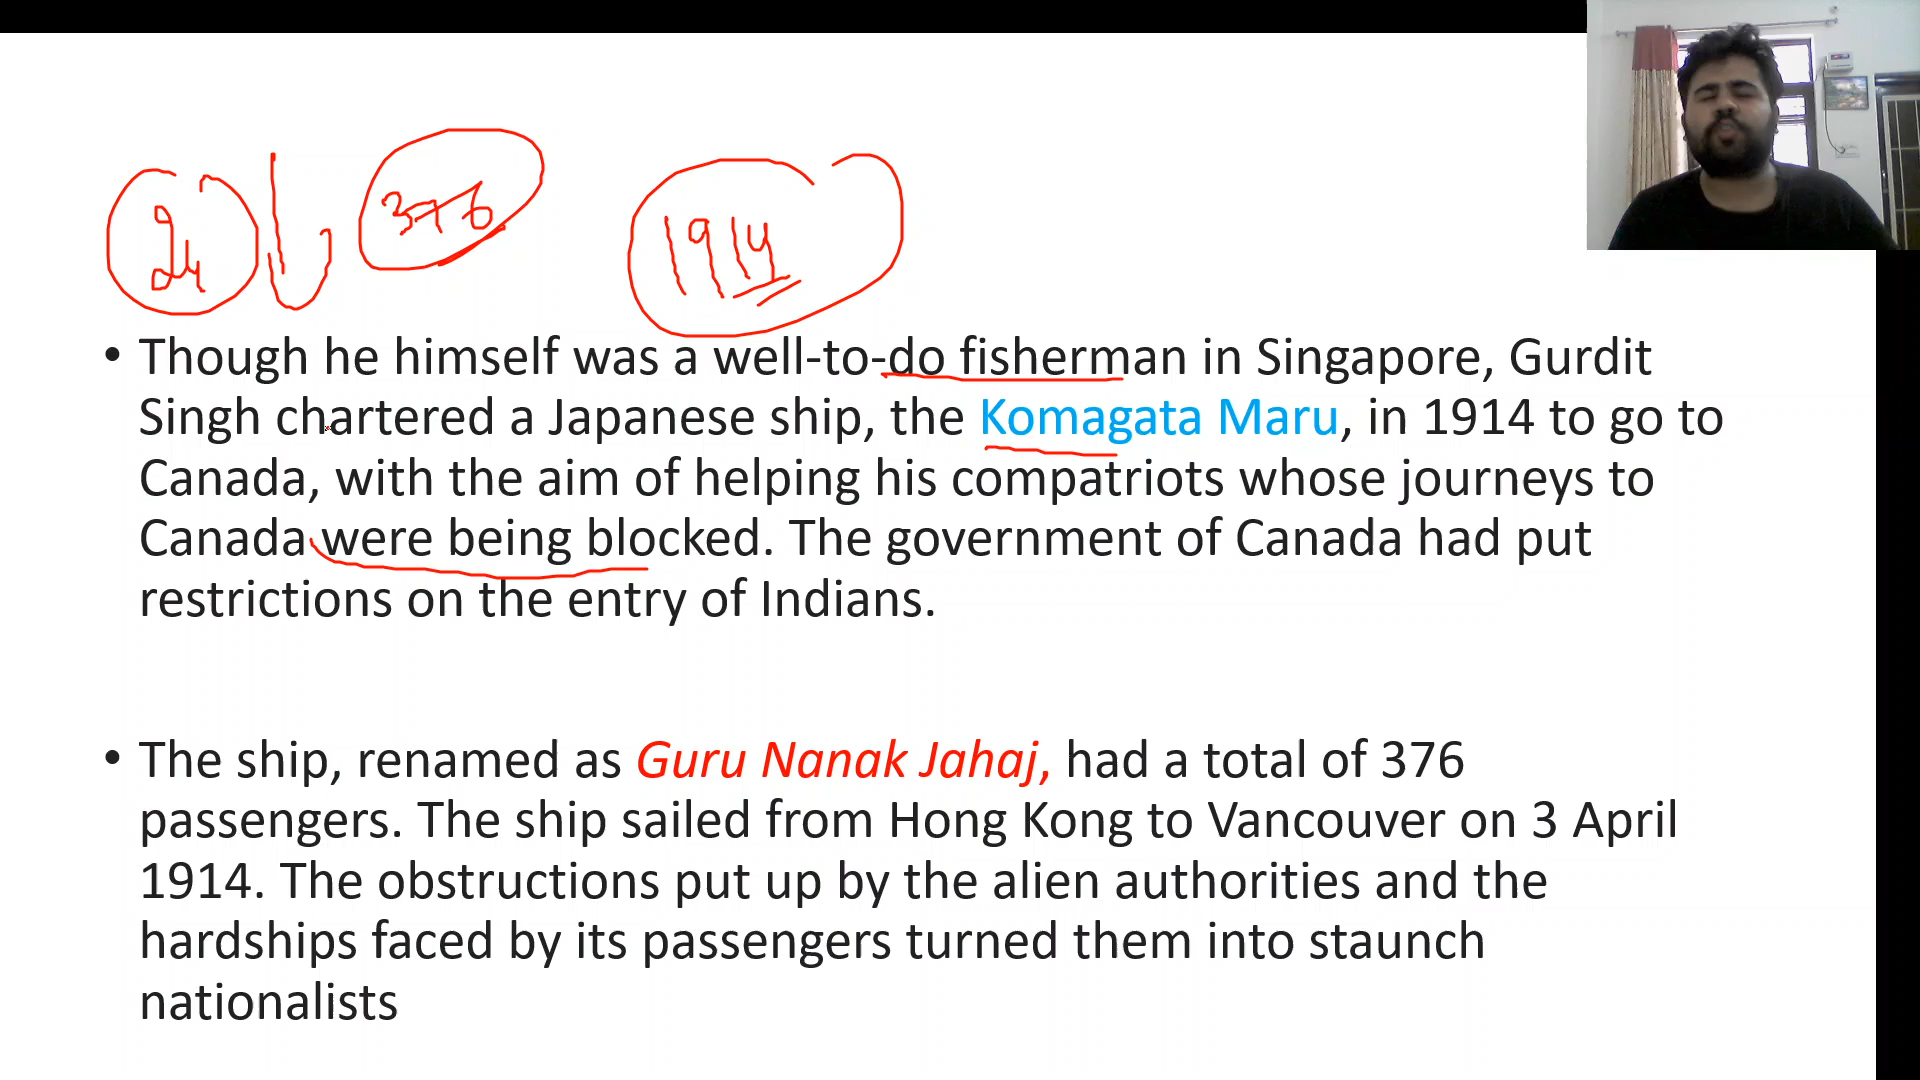 24 376 1914
• Though he himself was a well-to-do fisherman in Singapore, Gurdit
Singh chartered a Japanese ship, the Komagata Maru, in 1914 to go to
Canada, with the aim of helping his compatriots whose journeys to
Canada were being blocked. The government of Canada had put
restrictions on the entry of Indians.
• The ship, renamed as Guru Nanak Jahaj, had a total of 376
passengers. The ship sailed from Hong Kong to Vancouver on 3 April
1914. The obstructions put up by the alien authorities and the
hardships faced by its passengers turned them into staunch
nationalists